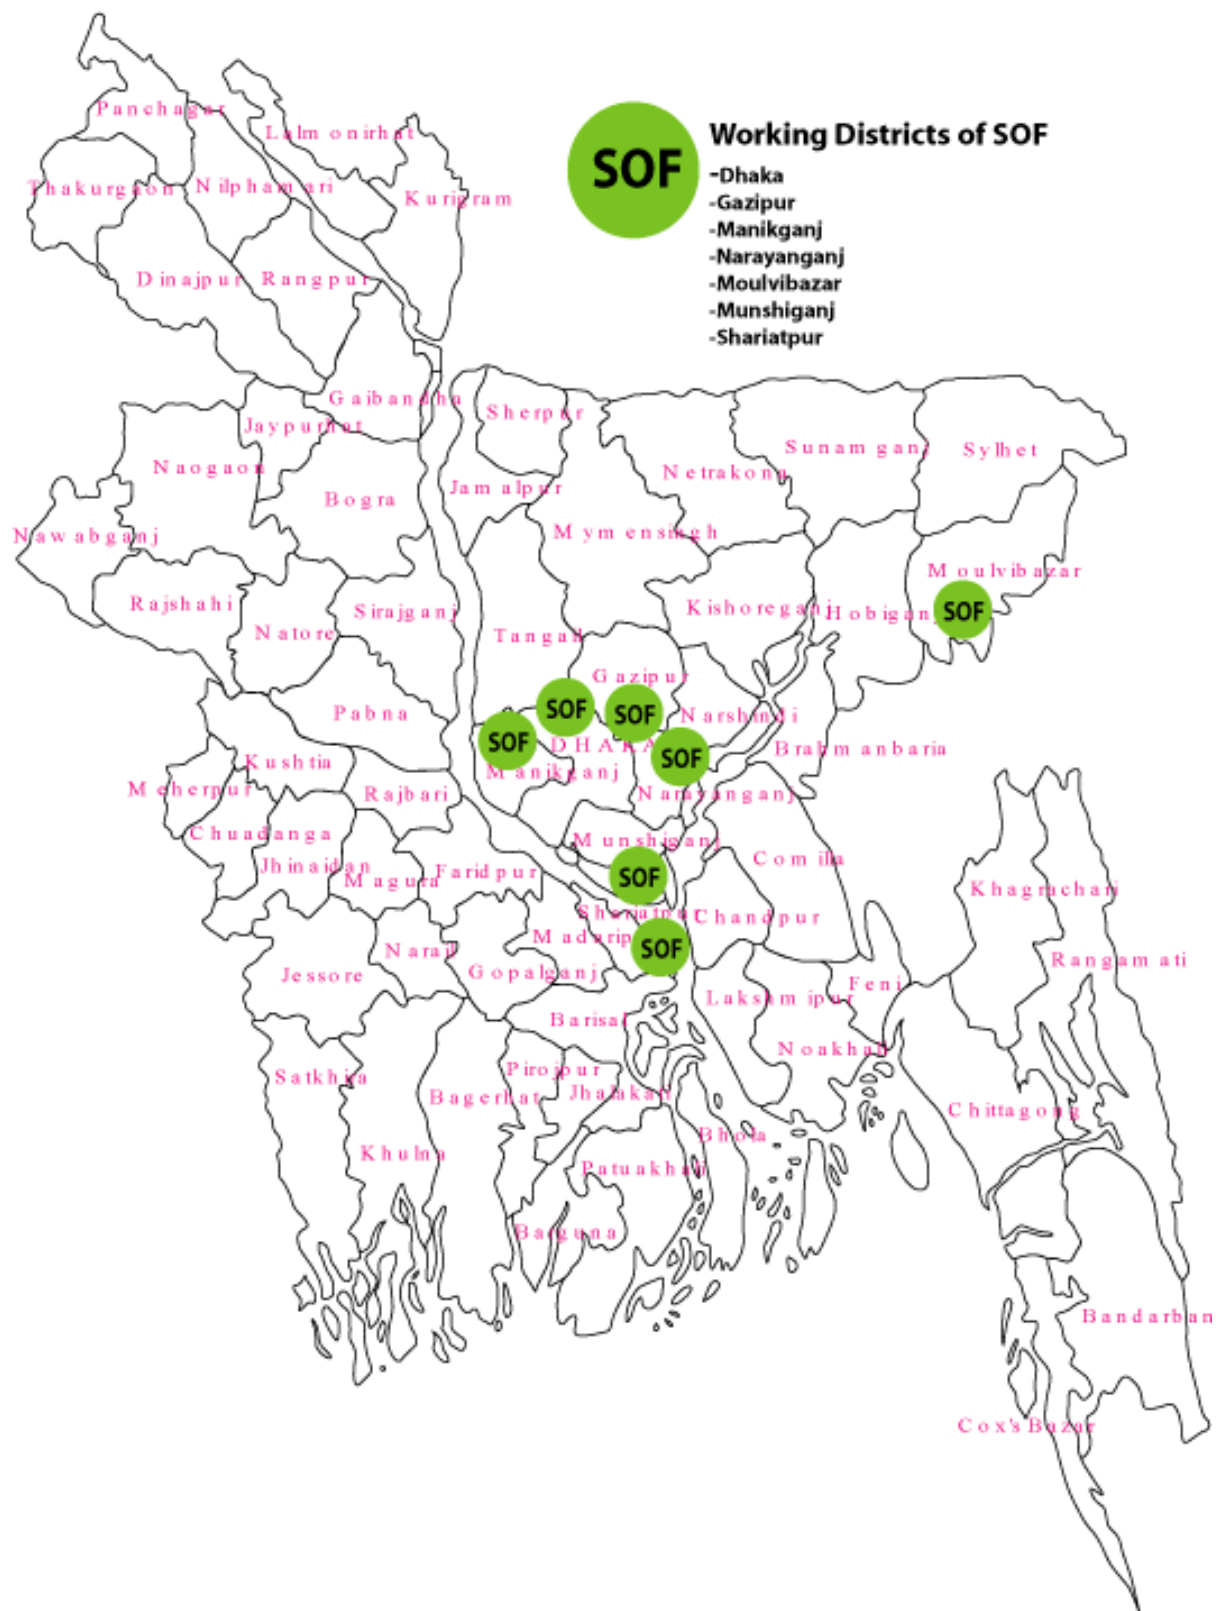 SOF
Working Districts of SOF
-Dhaka
-Gazipur
-Manikganj
-Narayanganj
-Moulvibazar
-Munshiganj
-Shariatpur
Panchagar
Lalmonirhat
Thakurgaon
Nilphamari
Kurigram
Dinajpur
Rangpur
Gaibandha
Sherpur
Jaypurhat
Sunamganj
Sylhet
Naogaon
Netrakona
Bogra
Jamalpur
Nawabganj
Mymensingh
Moulvibazar
SOF
Rajshahi
Sirajganj
Kishoreganj
Hobiganj
Natore
Tangail
Gazipur
SOF
SOF
Pabna
Narshindi
SOF
DHAKA
SOF
Brahmanbaria
Kushtia
Manikganj
Meherpur
Rajbari
Narayanganj
Chuadanga
Munshiganj
Comilla
Jhinaidan
Magura
Faridpur
SOF
Khagrachari
Shariatpur
Chandpur
Madarip
SOF
Narail
Jessore
Gopalganj
Rangamati
Lakshmipur
Feni
Barisal
Noakhali
Satkhira
Pirojpur
Bagerhat
Jhalakati
Chittagong
Bhola
Khulna
Patuakhali
Barguna
Bandarban
Cox's Bazar